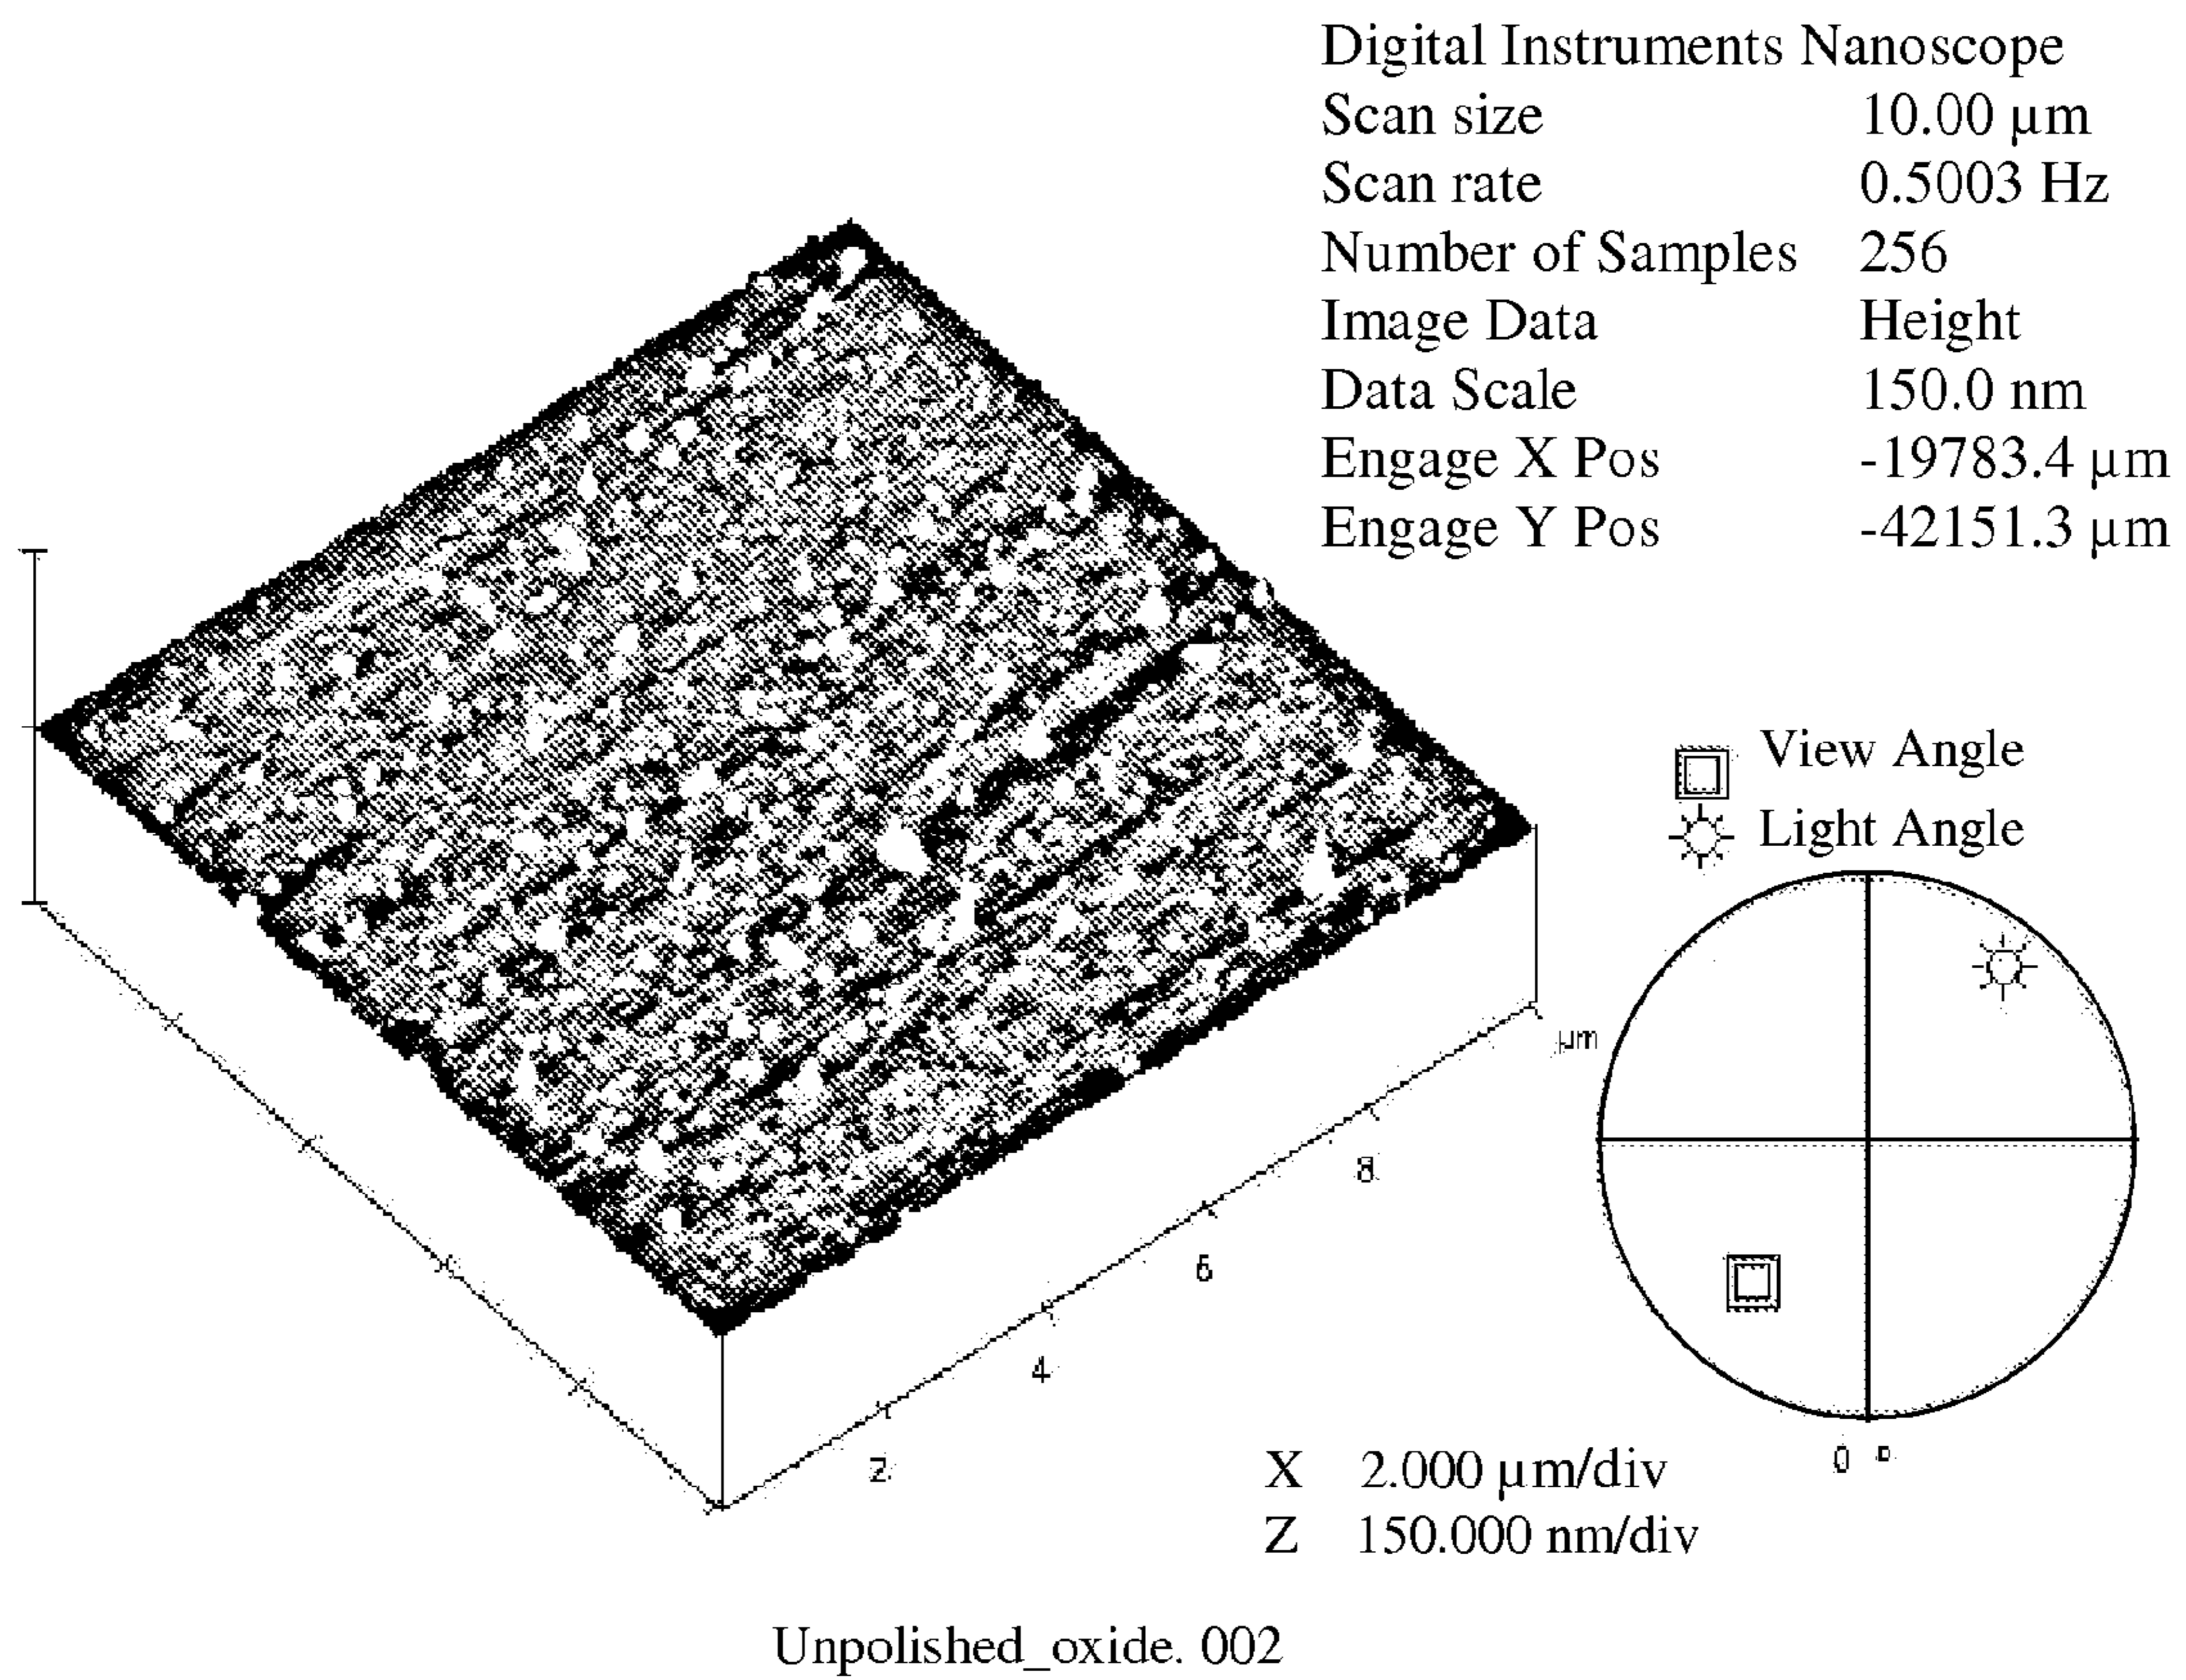 Digital Instruments Nanoscope
Scan size 10.00 µm
Scan rate 0.5003 Hz
Number of Samples 256
Image Data Height
Data Scale 150.0 nm
Engage X Pos -19783.4 µm
Engage Y Pos -42151.3 µm
View Angle
Light Angle
µm
8
6
4
2
0 °
X 2.000 µm/div
Z 150.000 nm/div
Unpolished_oxide. 002